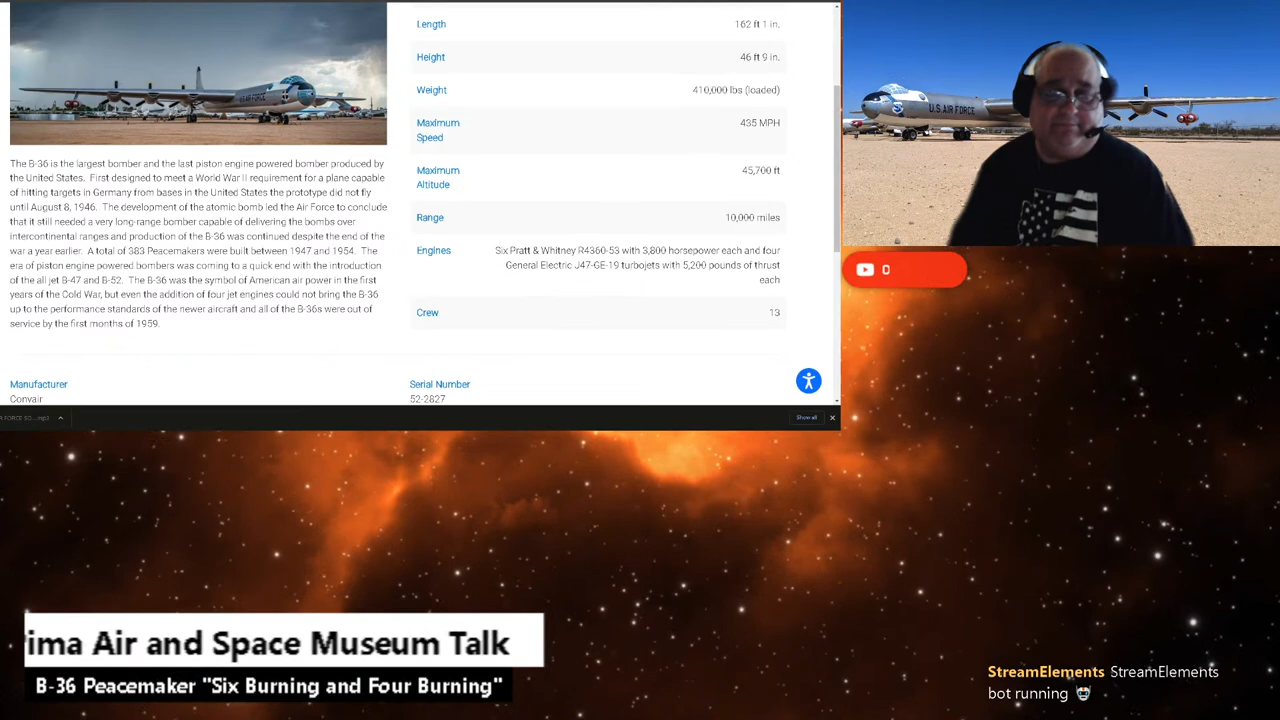 Length 162 ft 1 in.
Height 46 ft 9 in.
Weight 410,000 lbs (loaded)
Maximum Speed 435 MPH
Maximum Altitude 45,700 ft
Range 10,000 miles
Engines Six Pratt & Whitney R4360-53 with 3,800 horsepower each and four
General Electric J47-GE-19 turbojets with 5,200 pounds of thrust
each
Crew 13
U.S. AIR FORCE
The B-36 is the largest bomber and the last piston engine powered bomber produced by
the United States. First designed to meet a World War II requirement for a plane capable
of hitting targets in Germany from bases in the United States the prototype did not fly
until August 8, 1946. The development of the atomic bomb led the Air Force to conclude
that it still needed a very long-range bomber capable of delivering the bombs over
intercontinental ranges and production of the B-36 was continued despite the end of the
war a year earlier. A total of 383 Peacemakers were built between 1947 and 1954. The
era of piston engine powered bombers was coming to a quick end with the introduction
of the all jet B-47 and B-52. The B-36 was the symbol of American air power in the first
years of the Cold War, but even the addition of four jet engines could not bring the B-36
up to the performance standards of the newer aircraft and all of the B-36s were out of
service by the first months of 1959.
Manufacturer
Convair
Serial Number
52-2827
Show all
U.S. AIR FORCE
0
ima Air and Space Museum Talk
B-36 Peacemaker "Six Burning and Four Burning"
StreamElements StreamElements
bot running